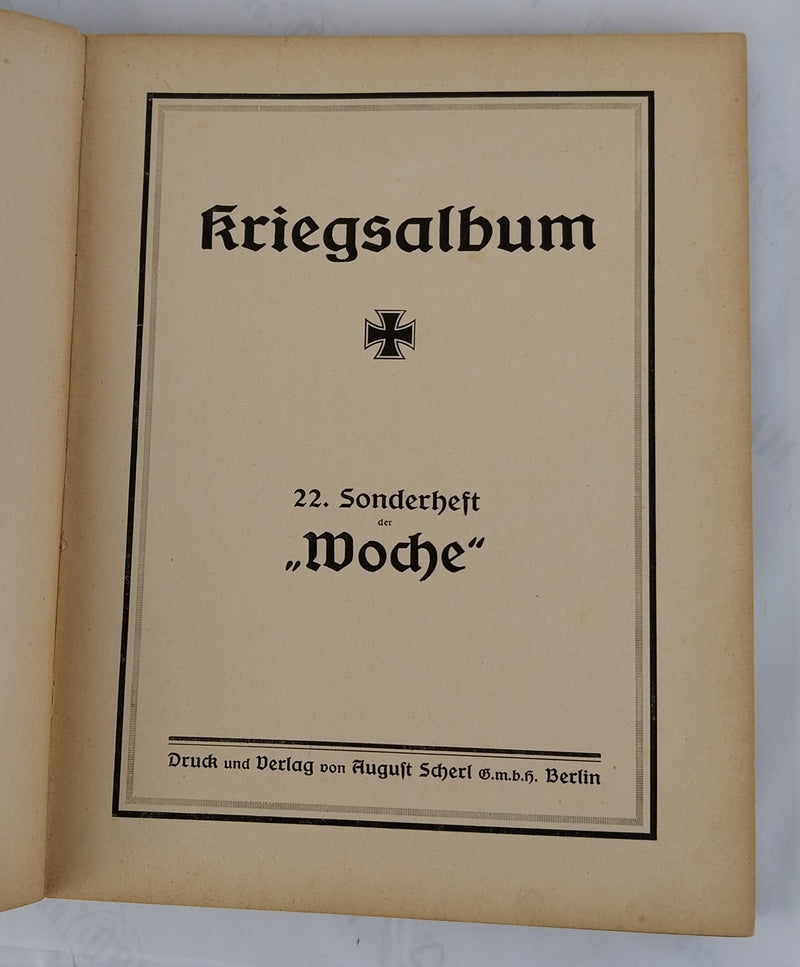 Kriegsalbum
22. Sonderheft
der
„Woche“
Druck und Verlag von August Scherl G.m.b.H. Berlin